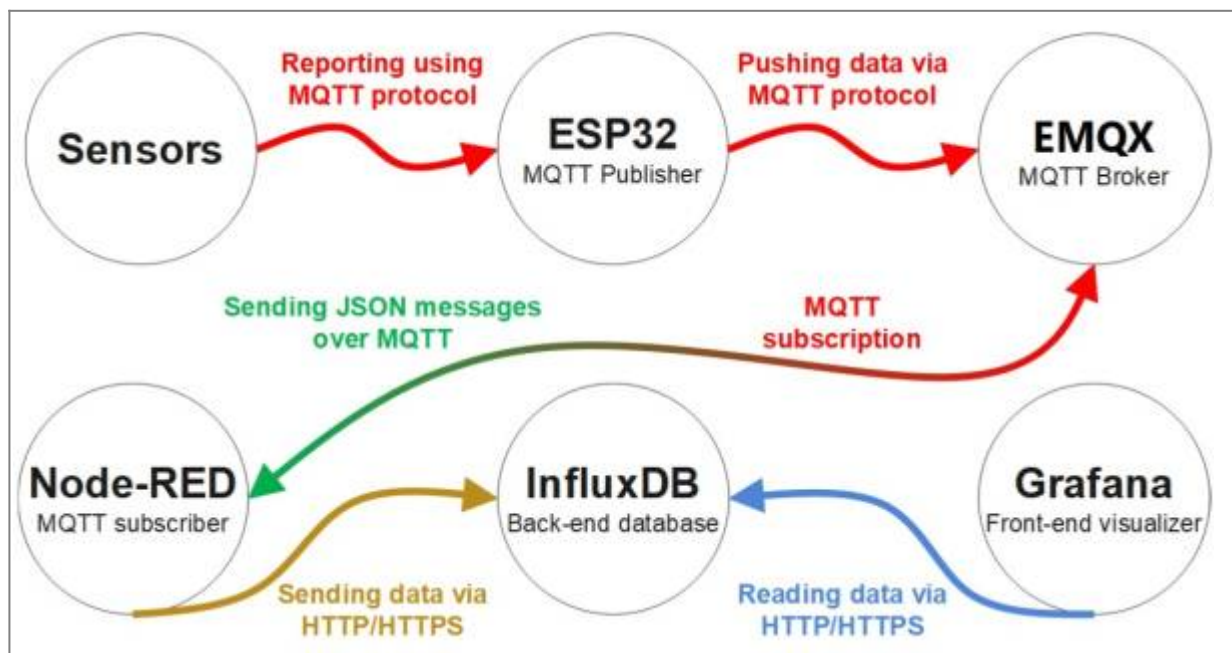 Sensors
Reporting using
MQTT protocol
ESP32
MQTT Publisher
Pushing data via
MQTT protocol
EMQX
MQTT Broker
Sending JSON messages
over MQTT
MQTT
subscription
Node-RED
MQTT subscriber
InfluxDB
Back-end database
Grafana
Front-end visualizer
Sending data via
HTTP/HTTPS
Reading data via
HTTP/HTTPS